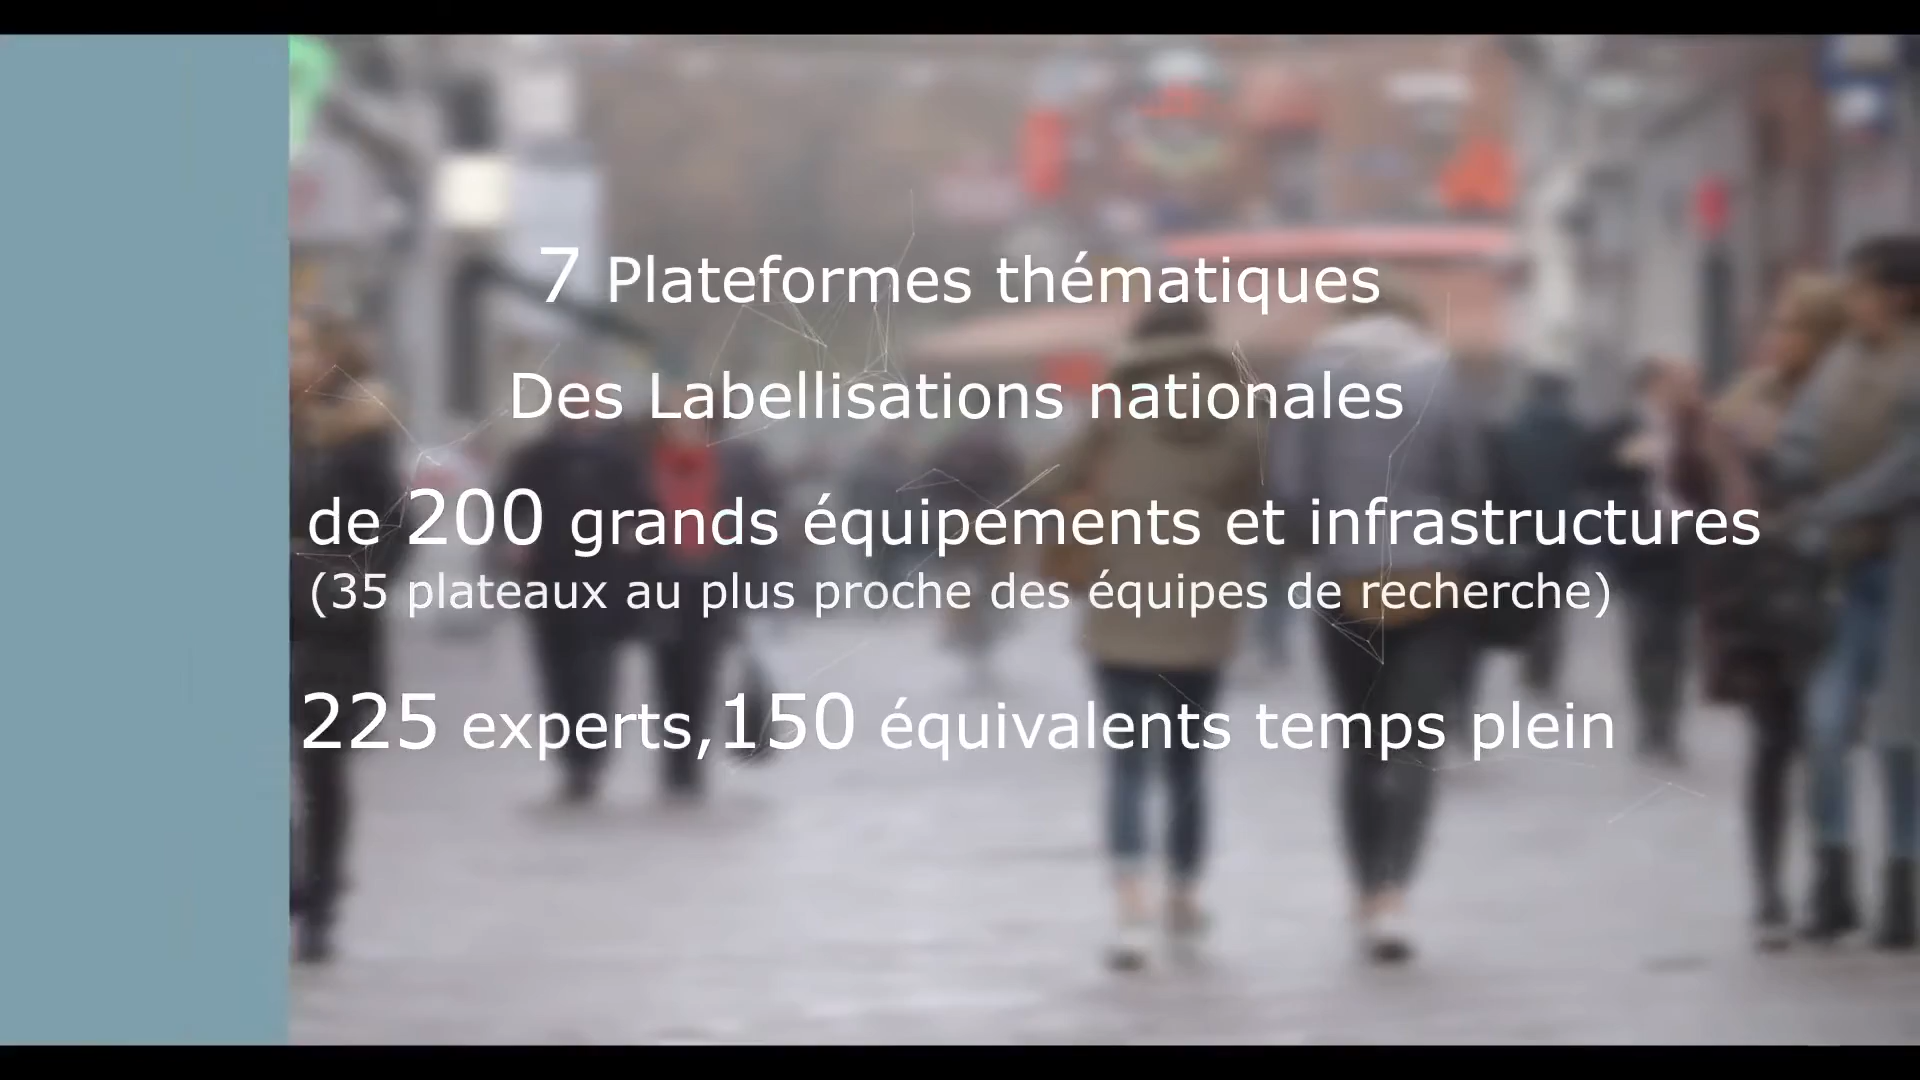 7 Plateformes thématiques
Des Labellisations nationales
de 200 grands équipements et infrastructures
(35 plateaux au plus proche des équipes de recherche)
225 experts,150 équivalents temps plein